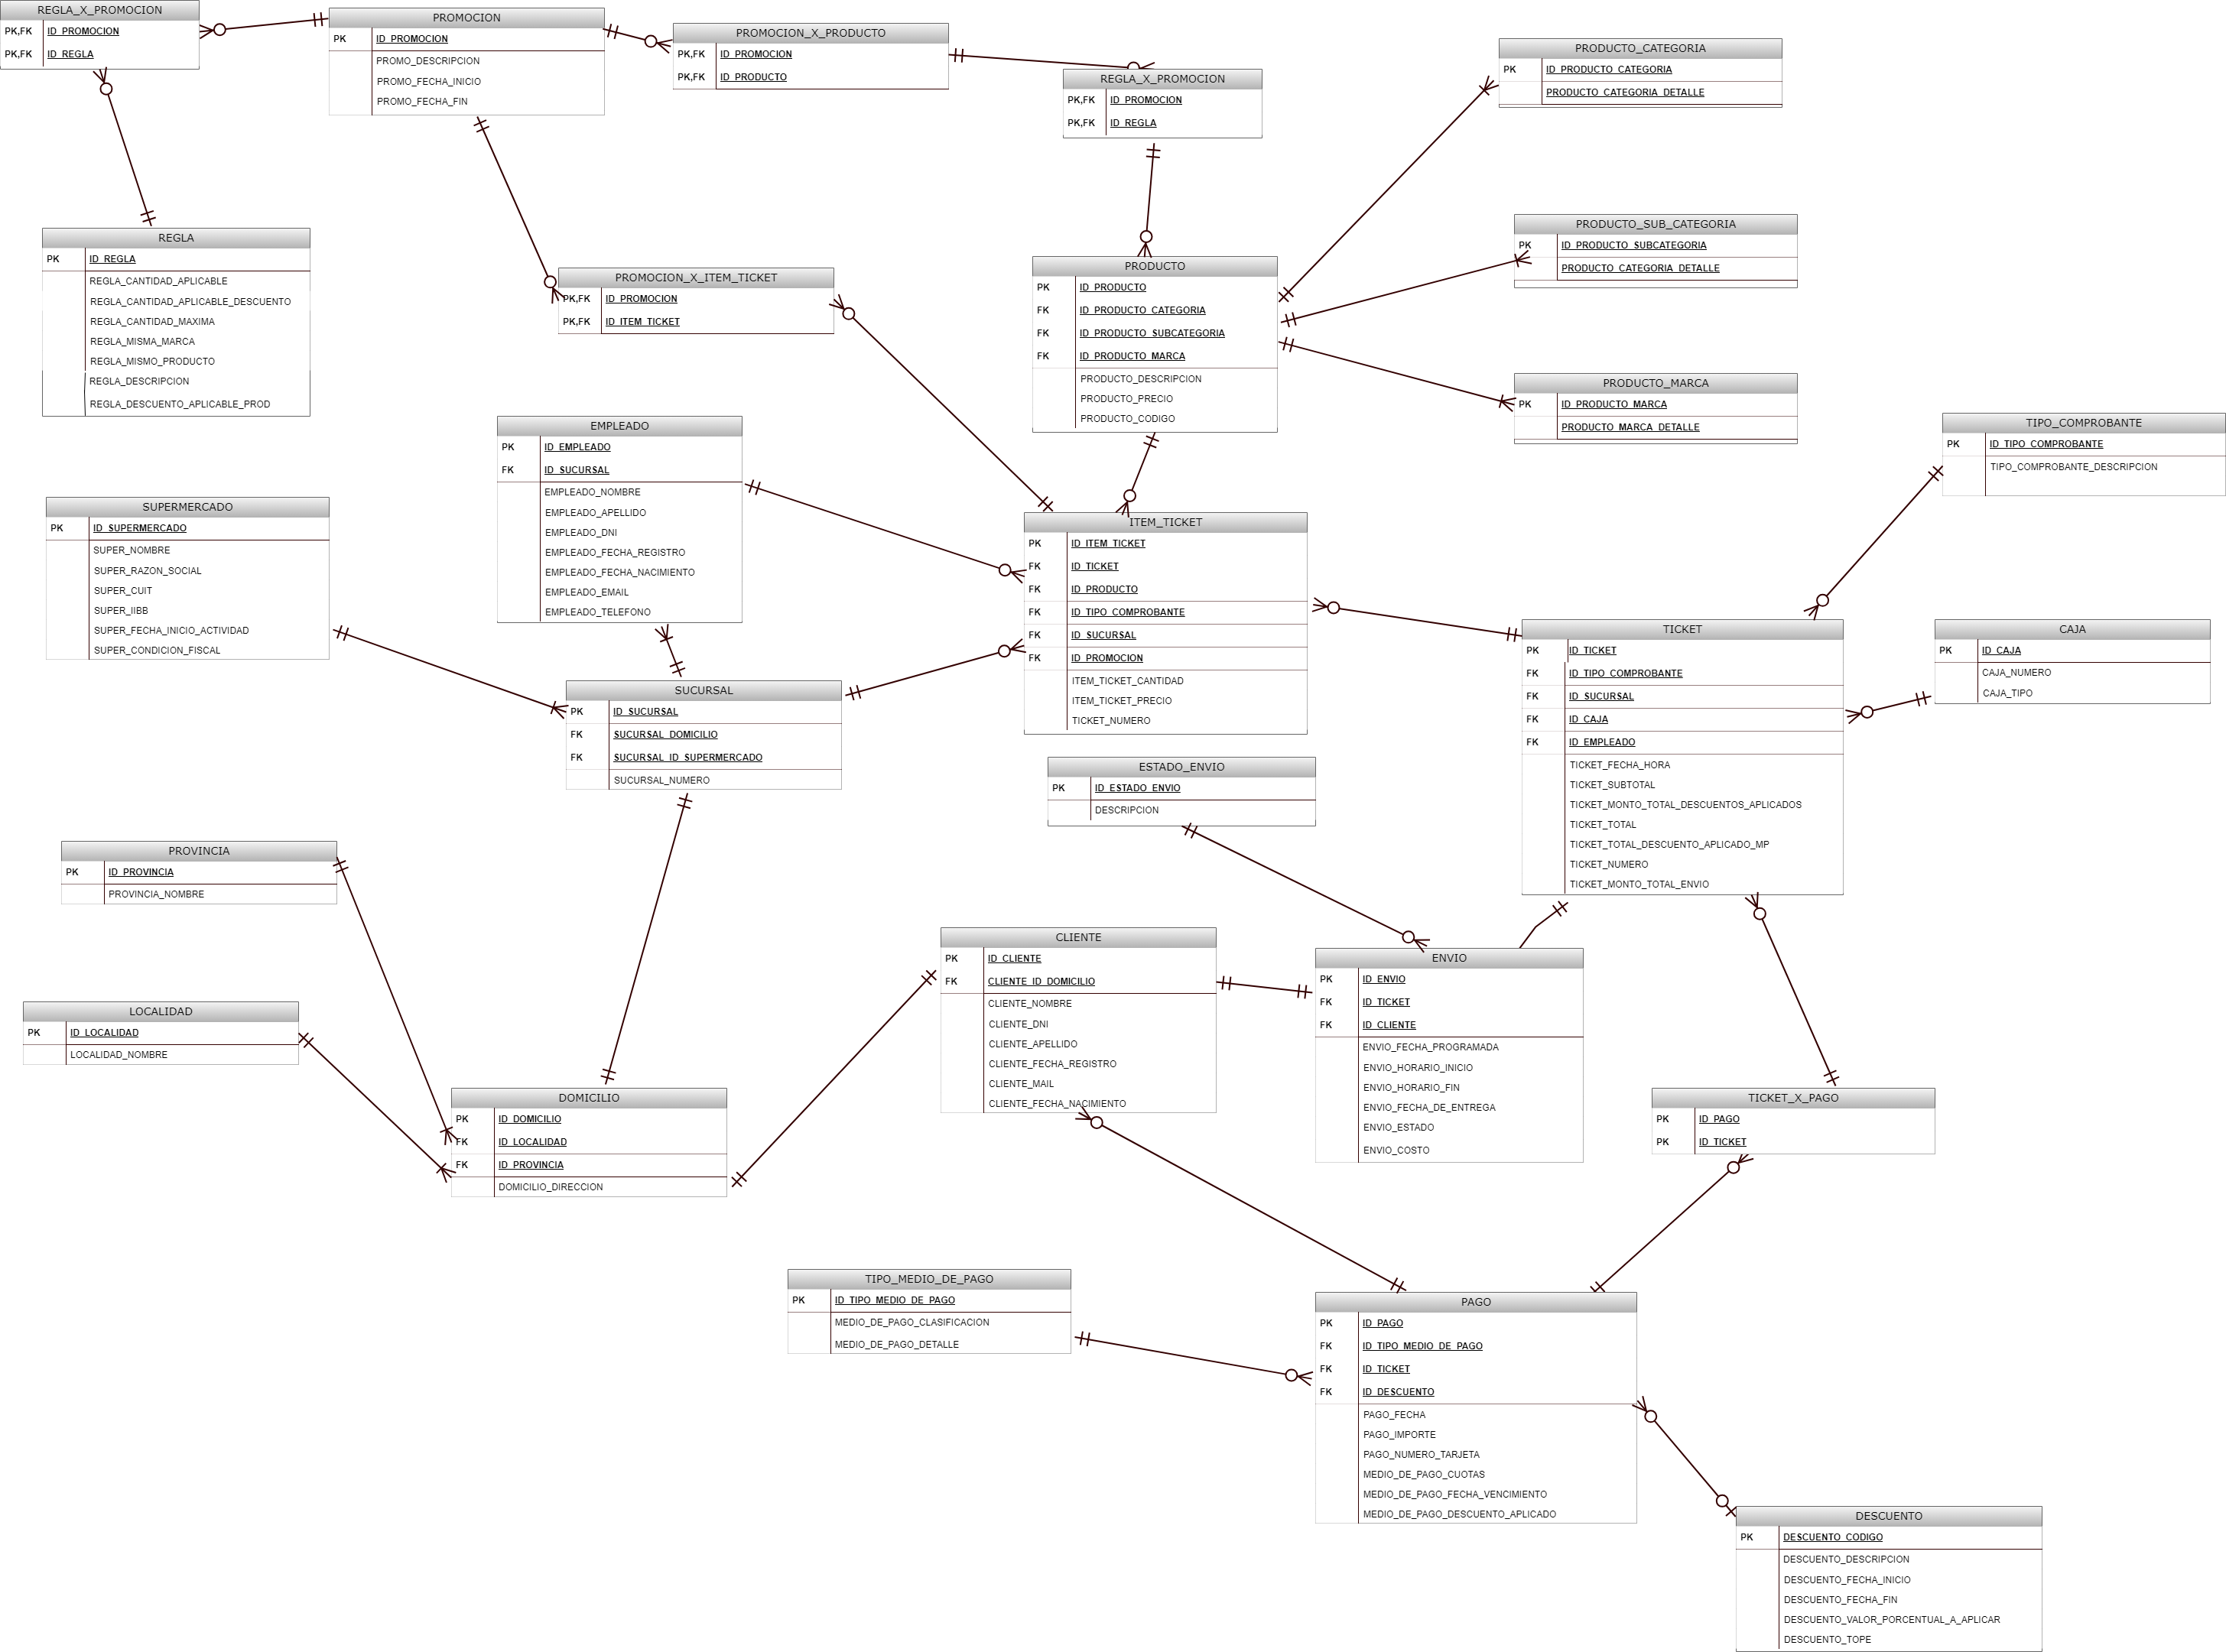 REGLA_X_PROMOCION
PK,FK ID_PROMOCION
PK,FK ID_REGLA
PROMOCION
PK ID_PROMOCION
PROMO_DESCRIPCION
PROMO_FECHA_INICIO
PROMO_FECHA_FIN
PROMOCION_X_PRODUCTO
PK,FK ID_PROMOCION
PK,FK ID_PRODUCTO
REGLA_X_PROMOCION
PK,FK ID_PROMOCION
PK,FK ID_REGLA
PRODUCTO_CATEGORIA
PK ID_PRODUCTO_CATEGORIA
PRODUCTO_CATEGORIA_DETALLE
REGLA
PK ID_REGLA
REGLA_CANTIDAD_APLICABLE
REGLA_CANTIDAD_APLICABLE_DESCUENTO
REGLA_CANTIDAD_MAXIMA
REGLA_MISMA_MARCA
REGLA_MISMO_PRODUCTO
REGLA_DESCRIPCION
REGLA_DESCUENTO_APLICABLE_PROD
PROMOCION_X_ITEM_TICKET
PK,FK ID_PROMOCION
PK,FK ID_ITEM_TICKET
PRODUCTO
PK ID_PRODUCTO
FK ID_PRODUCTO_CATEGORIA
FK ID_PRODUCTO_SUBCATEGORIA
FK ID_PRODUCTO_MARCA
PRODUCTO_DESCRIPCION
PRODUCTO_PRECIO
PRODUCTO_CODIGO
PRODUCTO_SUB_CATEGORIA
PK ID_PRODUCTO_SUBCATEGORIA
PRODUCTO_CATEGORIA_DETALLE
PRODUCTO_MARCA
PK ID_PRODUCTO_MARCA
PRODUCTO_MARCA_DETALLE
TIPO_COMPROBANTE
PK ID_TIPO_COMPROBANTE
TIPO_COMPROBANTE_DESCRIPCION
EMPLEADO
PK ID_EMPLEADO
FK ID_SUCURSAL
EMPLEADO_NOMBRE
EMPLEADO_APELLIDO
EMPLEADO_DNI
EMPLEADO_FECHA_REGISTRO
EMPLEADO_FECHA_NACIMIENTO
EMPLEADO_EMAIL
EMPLEADO_TELEFONO
SUPERMERCADO
PK ID_SUPERMERCADO
SUPER_NOMBRE
SUPER_RAZON_SOCIAL
SUPER_CUIT
SUPER_IIBB
SUPER_FECHA_INICIO_ACTIVIDAD
SUPER_CONDICION_FISCAL
ITEM_TICKET
PK ID_ITEM_TICKET
FK ID_TICKET
FK ID_PRODUCTO
FK ID_TIPO_COMPROBANTE
FK ID_SUCURSAL
FK ID_PROMOCION
ITEM_TICKET_CANTIDAD
ITEM_TICKET_PRECIO
TICKET_NUMERO
TICKET
PK ID_TICKET
FK ID_TIPO_COMPROBANTE
FK ID_SUCURSAL
FK ID_CAJA
FK ID_EMPLEADO
TICKET_FECHA_HORA
TICKET_SUBTOTAL
TICKET_MONTO_TOTAL_DESCUENTOS_APLICADOS
TICKET_TOTAL
TICKET_TOTAL_DESCUENTO_APLICADO_MP
TICKET_NUMERO
TICKET_MONTO_TOTAL_ENVIO
CAJA
PK ID_CAJA
CAJA_NUMERO
CAJA_TIPO
SUCURSAL
PK ID_SUCURSAL
FK SUCURSAL_DOMICILIO
FK SUCURSAL_ID_SUPERMERCADO
SUCURSAL_NUMERO
ESTADO_ENVIO
PK ID_ESTADO_ENVIO
DESCRIPCION
PROVINCIA
PK ID_PROVINCIA
PROVINCIA_NOMBRE
CLIENTE
PK ID_CLIENTE
FK CLIENTE_ID_DOMICILIO
CLIENTE_NOMBRE
CLIENTE_DNI
CLIENTE_APELLIDO
CLIENTE_FECHA_REGISTRO
CLIENTE_MAIL
CLIENTE_FECHA_NACIMIENTO
ENVIO
PK ID_ENVIO
FK ID_TICKET
FK ID_CLIENTE
ENVIO_FECHA_PROGRAMADA
ENVIO_HORARIO_INICIO
ENVIO_HORARIO_FIN
ENVIO_FECHA_DE_ENTREGA
ENVIO_ESTADO
ENVIO_COSTO
LOCALIDAD
PK ID_LOCALIDAD
LOCALIDAD_NOMBRE
DOMICILIO
PK ID_DOMICILIO
FK ID_LOCALIDAD
FK ID_PROVINCIA
DOMICILIO_DIRECCION
TICKET_X_PAGO
PK ID_PAGO
PK ID_TICKET
TIPO_MEDIO_DE_PAGO
PK ID_TIPO_MEDIO_DE_PAGO
MEDIO_DE_PAGO_CLASIFICACION
MEDIO_DE_PAGO_DETALLE
PAGO
PK ID_PAGO
FK ID_TIPO_MEDIO_DE_PAGO
FK ID_TICKET
FK ID_DESCUENTO
PAGO_FECHA
PAGO_IMPORTE
PAGO_NUMERO_TARJETA
MEDIO_DE_PAGO_CUOTAS
MEDIO_DE_PAGO_FECHA_VENCIMIENTO
MEDIO_DE_PAGO_DESCUENTO_APLICADO
DESCUENTO
PK DESCUENTO_CODIGO
DESCUENTO_DESCRIPCION
DESCUENTO_FECHA_INICIO
DESCUENTO_FECHA_FIN
DESCUENTO_VALOR_PORCENTUAL_A_APLICAR
DESCUENTO_TOPE